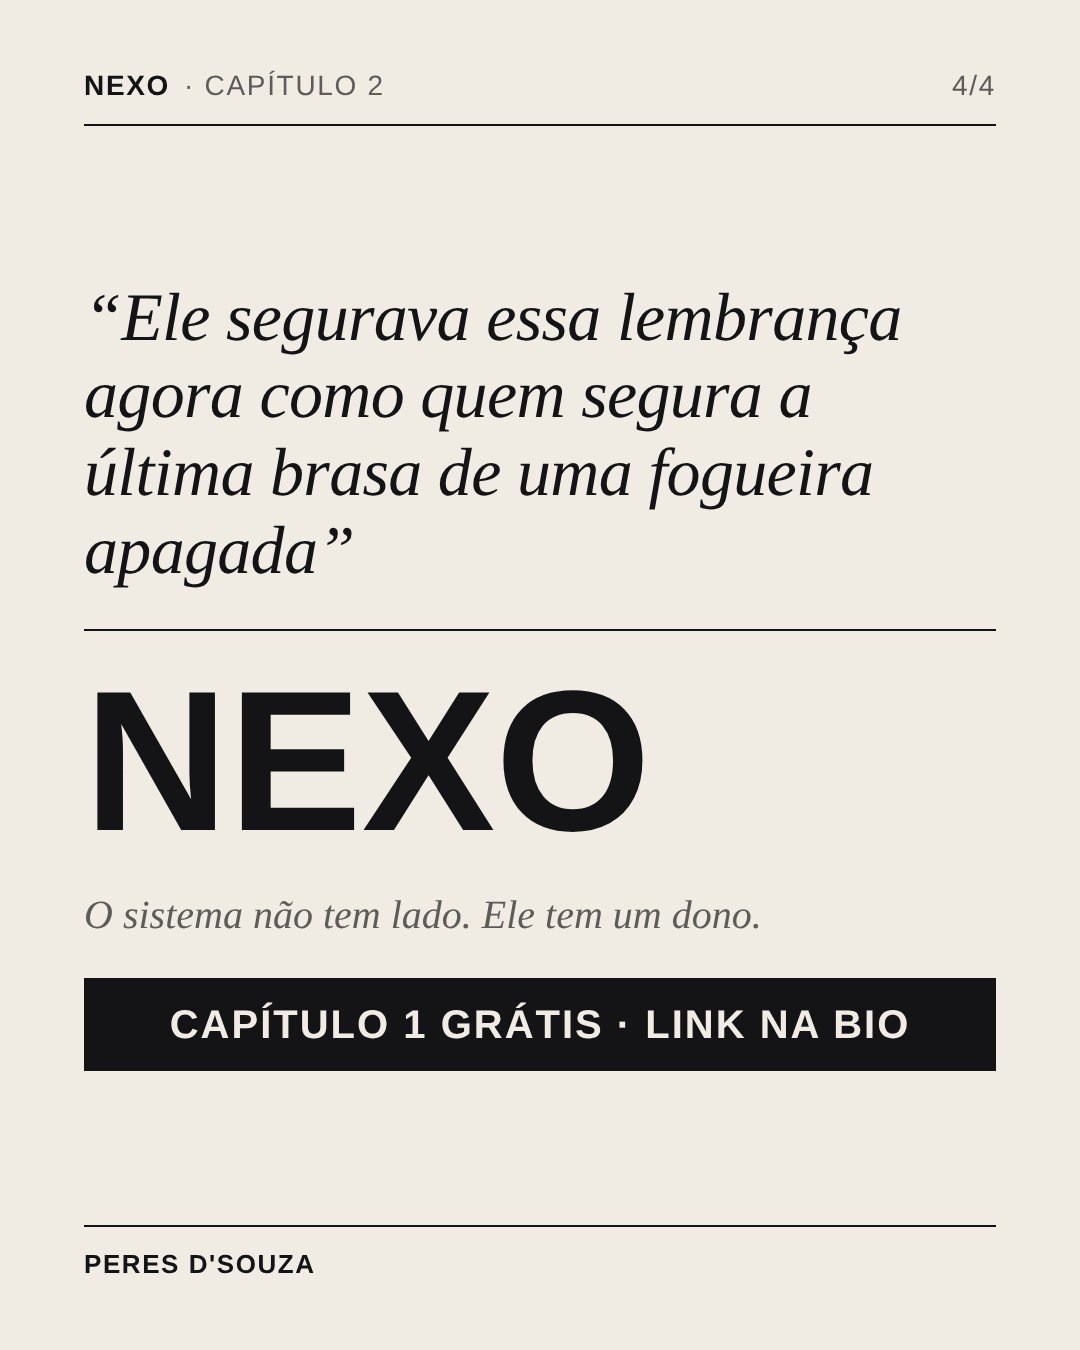 NEXO · CAPÍTULO 2 4/4
“Ele segurava essa lembrança
agora como quem segura a
última brasa de uma fogueira
apagada”
NEXO
O sistema não tem lado. Ele tem um dono.
CAPÍTULO 1 GRÁTIS · LINK NA BIO
PERES D'SOUZA